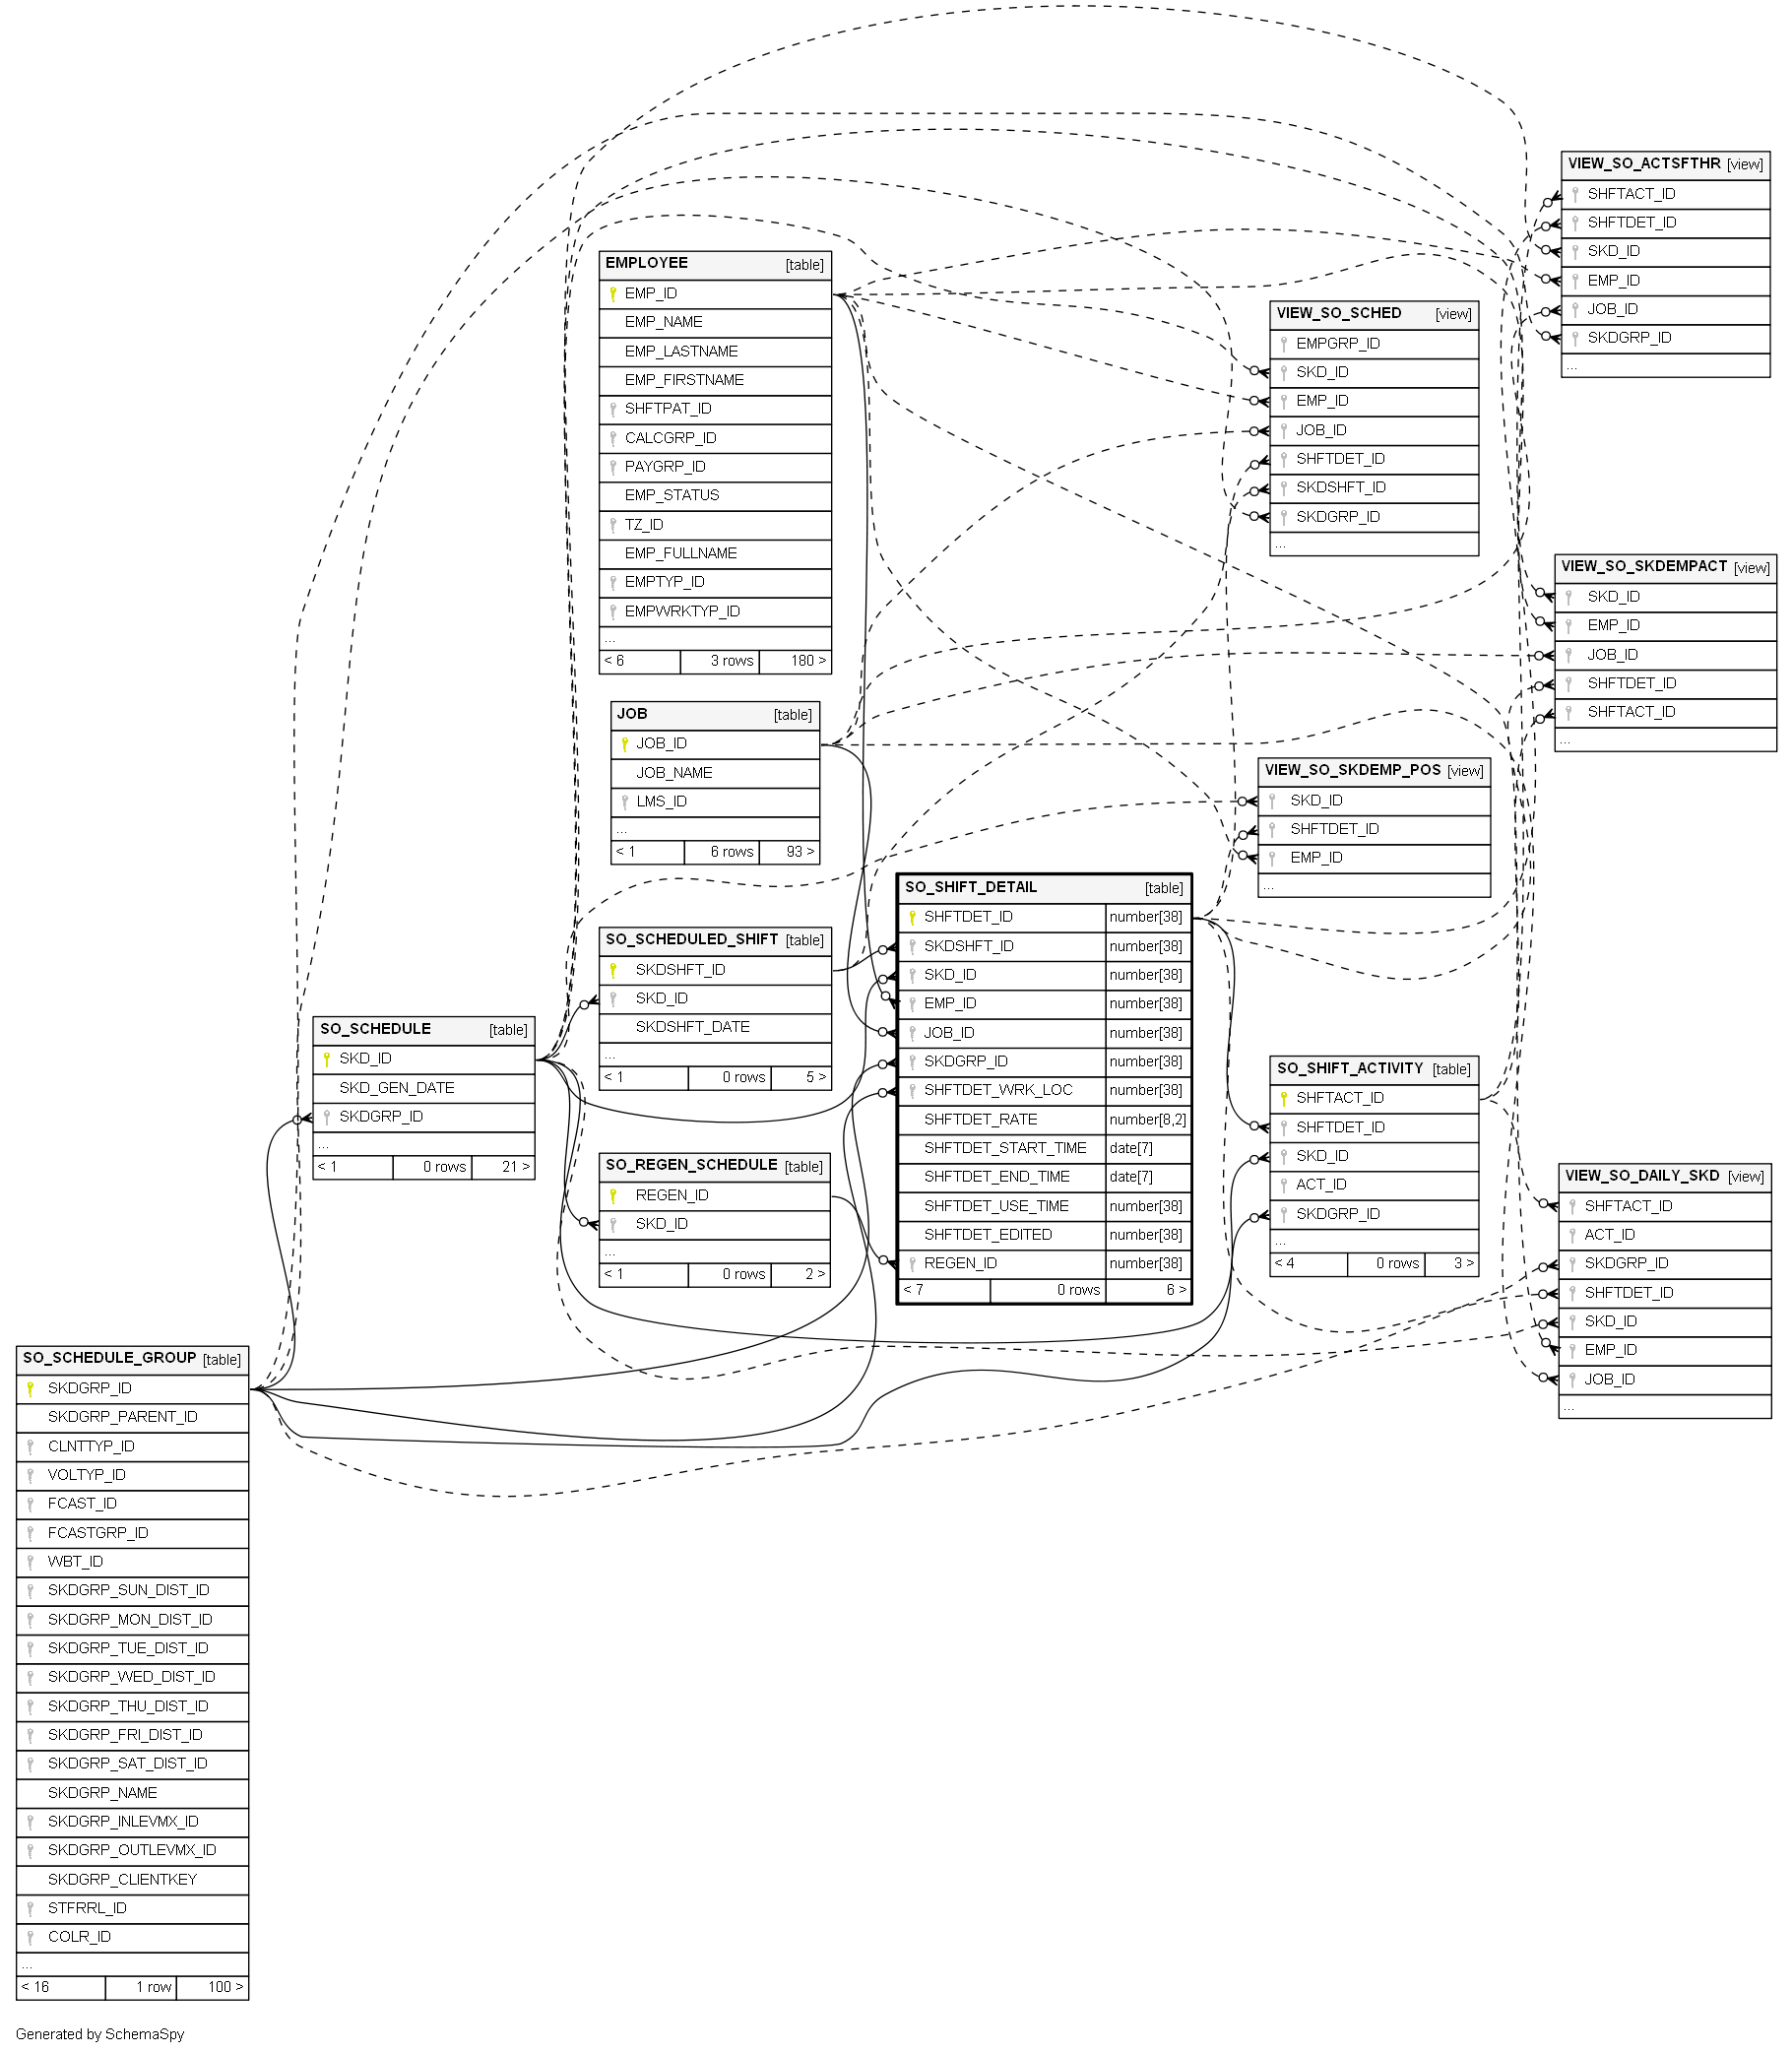 VIEW_SO_ACTSFTHR [view]
SHFTACT_ID
SHFTDET_ID
SKD_ID
EMP_ID
JOB_ID
SKDGRP_ID
...
EMPLOYEE [table]
EMP_ID
EMP_NAME
EMP_LASTNAME
EMP_FIRSTNAME
SHFTPAT_ID
CALCGRP_ID
PAYGRP_ID
EMP_STATUS
TZ_ID
EMP_FULLNAME
EMPTYP_ID
EMPWRKTYP_ID
...
< 6 3 rows 180 >
VIEW_SO_SCHED [view]
EMPGRP_ID
SKD_ID
EMP_ID
JOB_ID
SHFTDET_ID
SKDSHFT_ID
SKDGRP_ID
...
VIEW_SO_SKDEMPACT [view]
SKD_ID
EMP_ID
JOB_ID
SHFTDET_ID
SHFTACT_ID
...
JOB [table]
JOB_ID
JOB_NAME
LMS_ID
...
< 1 6 rows 93 >
VIEW_SO_SKDEMP_POS [view]
SKD_ID
SHFTDET_ID
EMP_ID
...
SO_SHIFT_DETAIL [table]
SHFTDET_ID number[38]
SKDSHFT_ID number[38]
SKD_ID number[38]
EMP_ID number[38]
JOB_ID number[38]
SKDGRP_ID number[38]
SHFTDET_WRK_LOC number[38]
SHFTDET_RATE number[8,2]
SHFTDET_START_TIME date[7]
SHFTDET_END_TIME date[7]
SHFTDET_USE_TIME number[38]
SHFTDET_EDITED number[38]
REGEN_ID number[38]
< 7 0 rows 6 >
SO_SCHEDULED_SHIFT [table]
SKDSHFT_ID
SKD_ID
SKDSHFT_DATE
...
< 1 0 rows 5 >
SO_SCHEDULE [table]
SKD_ID
SKD_GEN_DATE
SKDGRP_ID
...
< 1 0 rows 21 >
SO_REGEN_SCHEDULE [table]
REGEN_ID
SKD_ID
...
< 1 0 rows 2 >
SO_SHIFT_ACTIVITY [table]
SHFTACT_ID
SHFTDET_ID
SKD_ID
ACT_ID
SKDGRP_ID
...
< 4 0 rows 3 >
VIEW_SO_DAILY_SKD [view]
SHFTACT_ID
ACT_ID
SKDGRP_ID
SHFTDET_ID
SKD_ID
EMP_ID
JOB_ID
...
SO_SCHEDULE_GROUP [table]
SKDGRP_ID
SKDGRP_PARENT_ID
CLNTTYP_ID
VOLTYP_ID
FCAST_ID
FCASTGRP_ID
WBT_ID
SKDGRP_SUN_DIST_ID
SKDGRP_MON_DIST_ID
SKDGRP_TUE_DIST_ID
SKDGRP_WED_DIST_ID
SKDGRP_THU_DIST_ID
SKDGRP_FRI_DIST_ID
SKDGRP_SAT_DIST_ID
SKDGRP_NAME
SKDGRP_INLEVMX_ID
SKDGRP_OUTLEVMX_ID
SKDGRP_CLIENTKEY
STFRRL_ID
COLR_ID
...
< 16 1 row 100 >
Generated by SchemaSpy